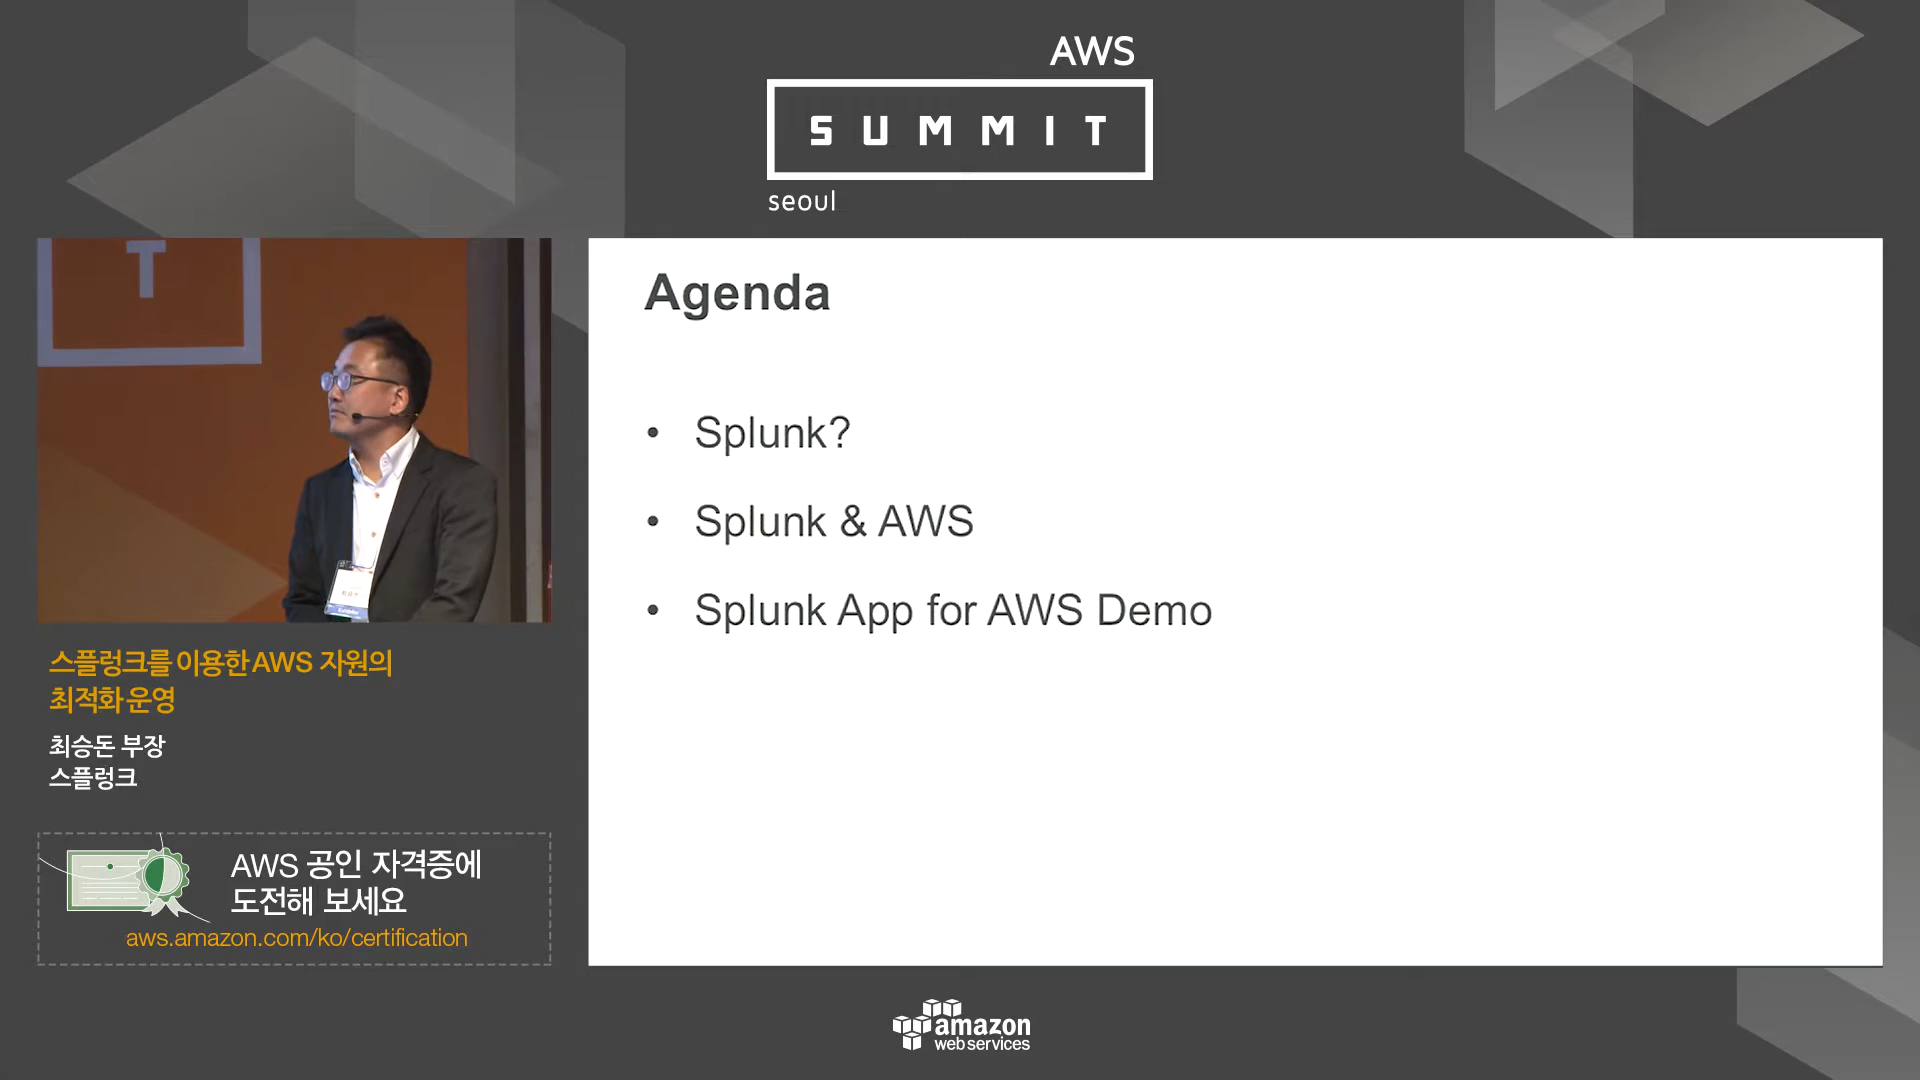 AWS
SUMMIT
seoul
T
Agenda
• Splunk?
• Splunk & AWS
• Splunk App for AWS Demo
스플렁크를 이용한 AWS 자원의
최적화 운영
최승돈 부장
스플렁크
AWS 공인 자격증에
도전해 보세요
aws.amazon.com/ko/certification
amazon
web services